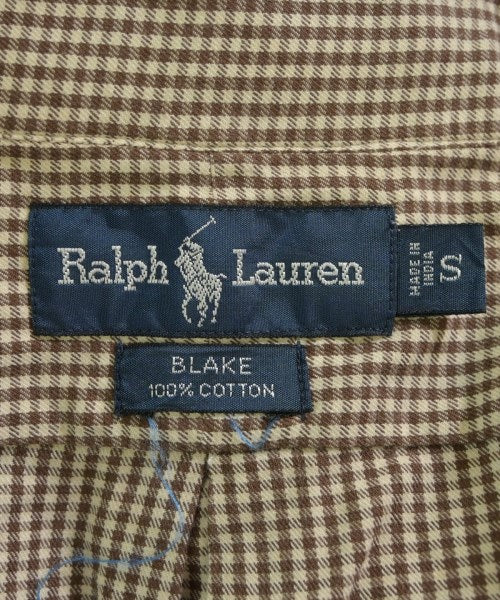 Ralph Lauren
MADE IN
INDIA
S
BLAKE
100% COTTON